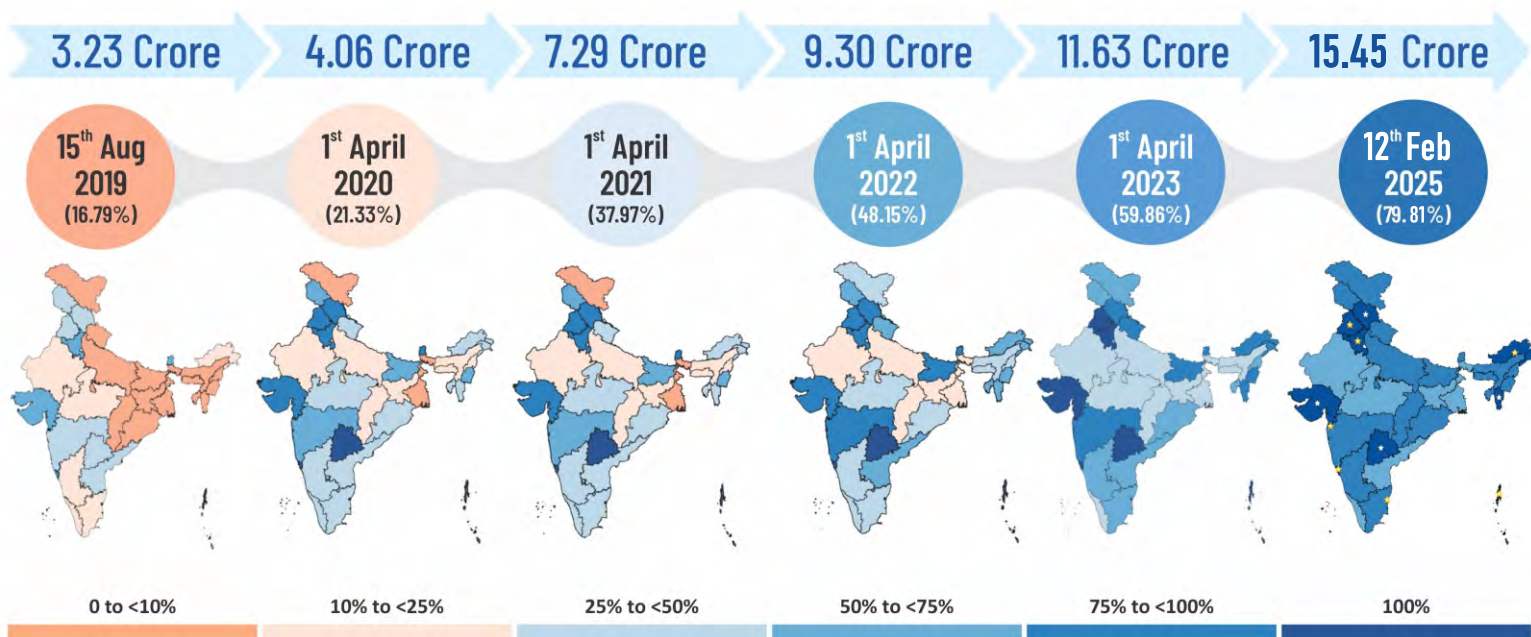 3.23 Crore
4.06 Crore
7.29 Crore
9.30 Crore
11.63 Crore
15.45 Crore
15th Aug
2019
(16.79%)
1st April
2020
(21.33%)
1st April
2021
(37.97%)
1st April
2022
(48.15%)
1st April
2023
(59.86%)
12th Feb
2025
(79.81%)
0 to <10%
10% to <25%
25% to <50%
50% to <75%
75% to <100%
100%